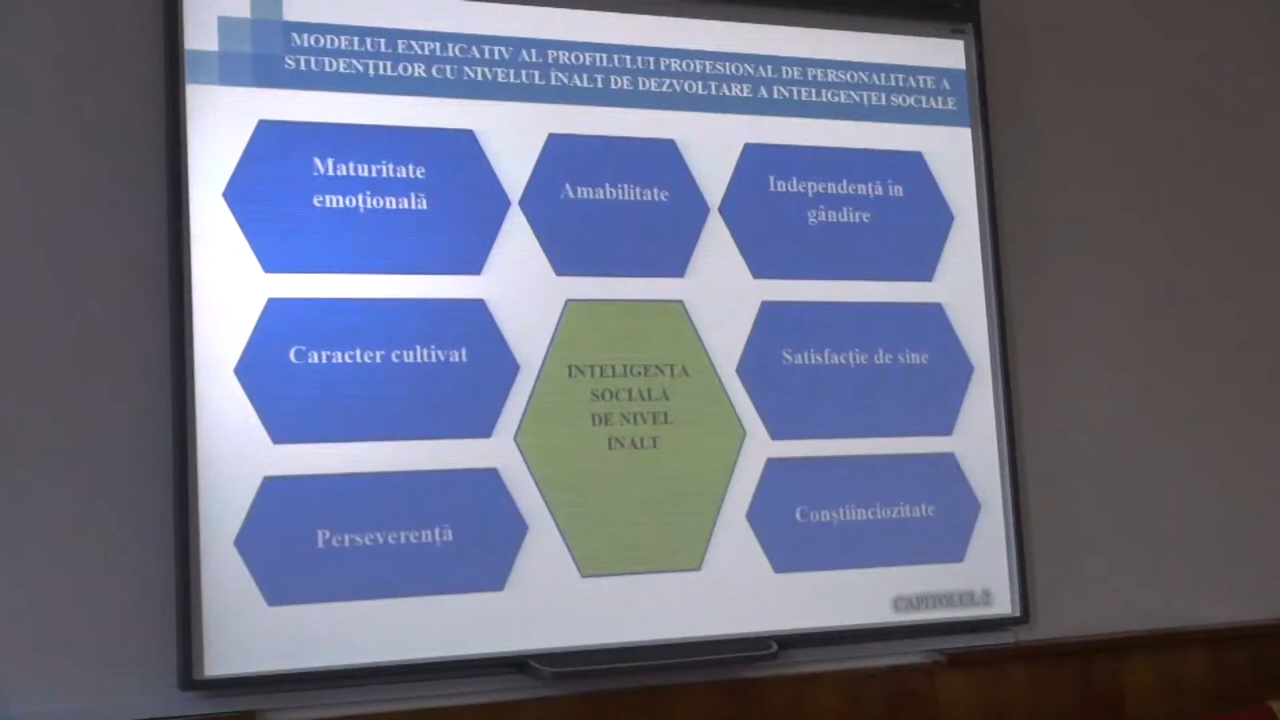 MODELUL EXPLICATIV AL PROFILULUI PROFESIONAL DE PERSONALITATE A
STUDENȚILOR CU NIVELUL ÎNALT DE DEZVOLTARE A INTELIGENȚEI SOCIALE
Maturitate
emoțională
Amabilitate
Independență în
gândire
Caracter cultivat
INTELIGENȚA
SOCIALĂ
DE NIVEL
ÎNALT
Satisfacție de sine
Perseverență
Conștiinciozitate
CAPITOLUL 2